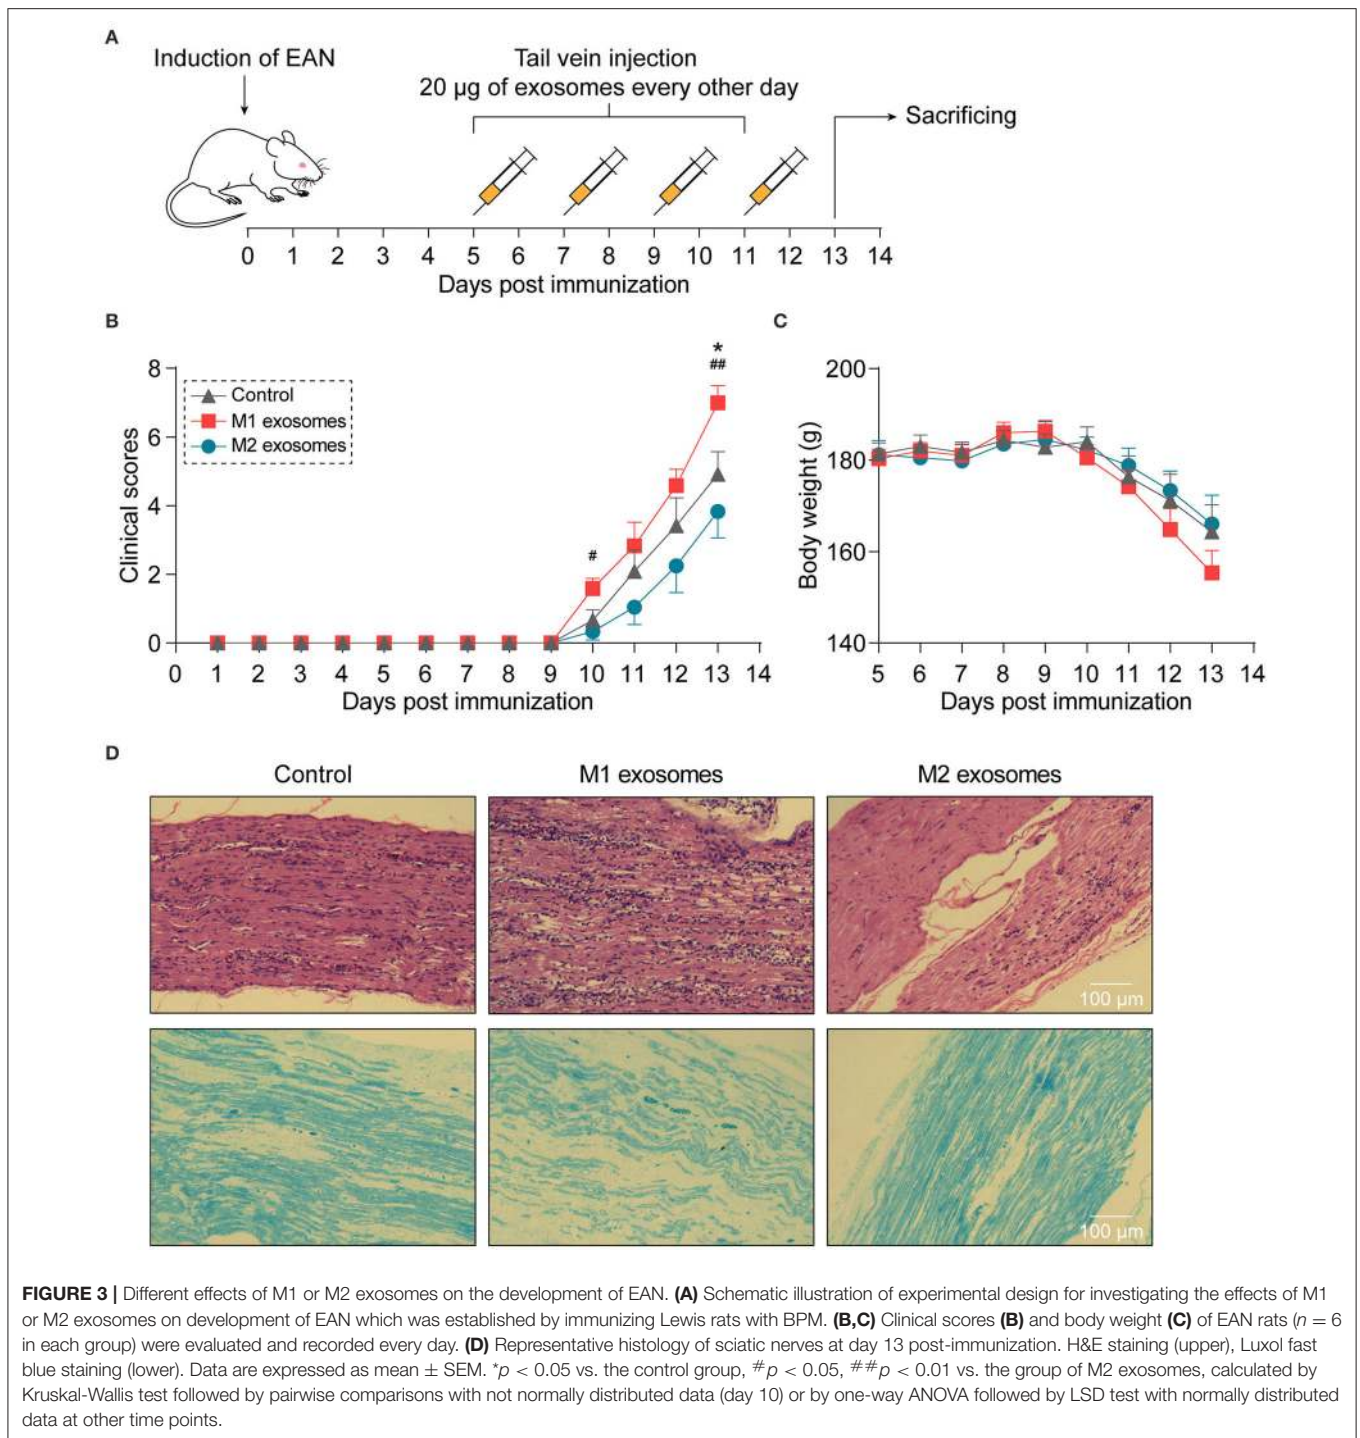 A
Induction of EAN
Tail vein injection
20 µg of exosomes every other day
Sacrificing
0 1 2 3 4 5 6 7 8 9 10 11 12 13 14
Days post immunization
B
8
6
4
2
0
Clinical scores
Control
M1 exosomes
M2 exosomes
#
*
##
0 1 2 3 4 5 6 7 8 9 10 11 12 13 14
Days post immunization
C
200
180
160
140
Body weight (g)
5 6 7 8 9 10 11 12 13 14
Days post immunization
D
Control M1 exosomes M2 exosomes
100 µm
100 µm
FIGURE 3 | Different effects of M1 or M2 exosomes on the development of EAN. (A) Schematic illustration of experimental design for investigating the effects of M1
or M2 exosomes on development of EAN which was established by immunizing Lewis rats with BPM. (B,C) Clinical scores (B) and body weight (C) of EAN rats (n = 6
in each group) were evaluated and recorded every day. (D) Representative histology of sciatic nerves at day 13 post-immunization. H&E staining (upper), Luxol fast
blue staining (lower). Data are expressed as mean ± SEM. *p < 0.05 vs. the control group, #p < 0.05, ##p < 0.01 vs. the group of M2 exosomes, calculated by
Kruskal-Wallis test followed by pairwise comparisons with not normally distributed data (day 10) or by one-way ANOVA followed by LSD test with normally distributed
data at other time points.